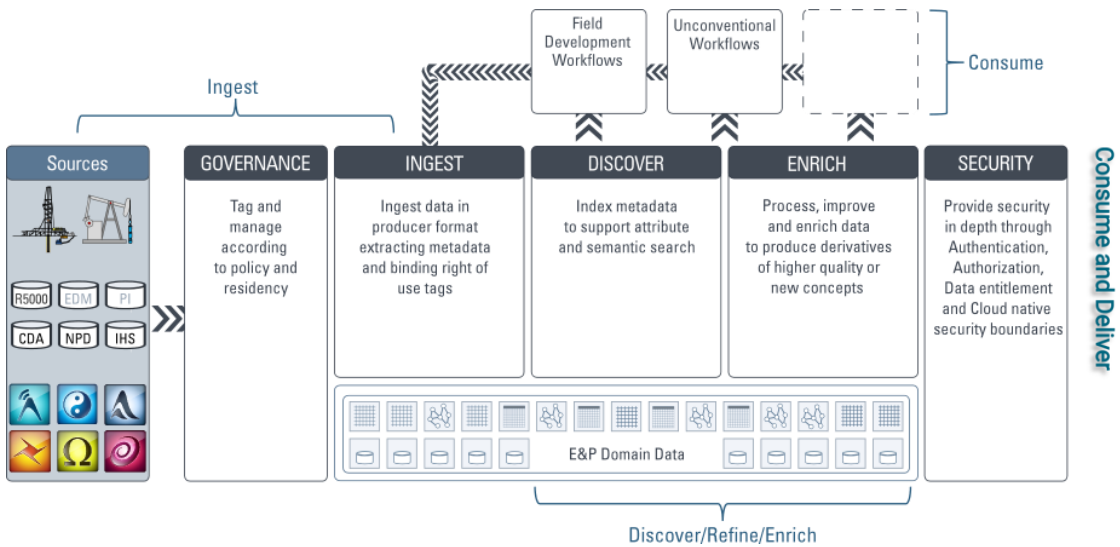 Field
Development
Workflows
Unconventional
Workflows
Consume
Ingest
Sources
R5000
EDM
PI
CDA
NPD
IHS
Ω
GOVERNANCE
Tag and
manage
according
to policy and
residency
INGEST
Ingest data in
producer format
extracting metadata
and binding right of
use tags
DISCOVER
Index metadata
to support attribute
and semantic search
ENRICH
Process, improve
and enrich data
to produce derivatives
of higher quality or
new concepts
SECURITY
Provide security
in depth through
Authentication,
Authorization,
Data entitlement
and Cloud native
security boundaries
E&P Domain Data
Discover/Refine/Enrich
Consume and Deliver